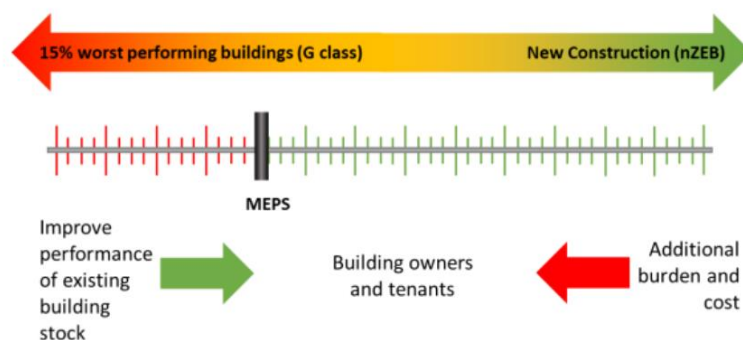 15% worst performing buildings (G class)
New Construction (nZEB)
MEPS
Improve
performance
of existing
building
stock
Building owners
and tenants
Additional
burden and
cost